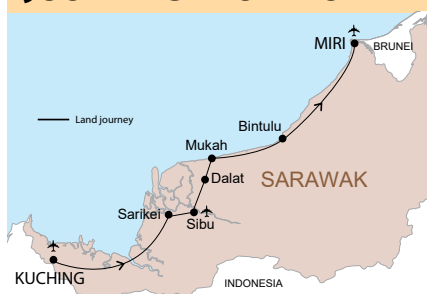 MIRI
BRUNEI
Land journey
Bintulu
Mukah
Dalat
SARAWAK
Sarikei
Sibu
KUCHING
INDONESIA